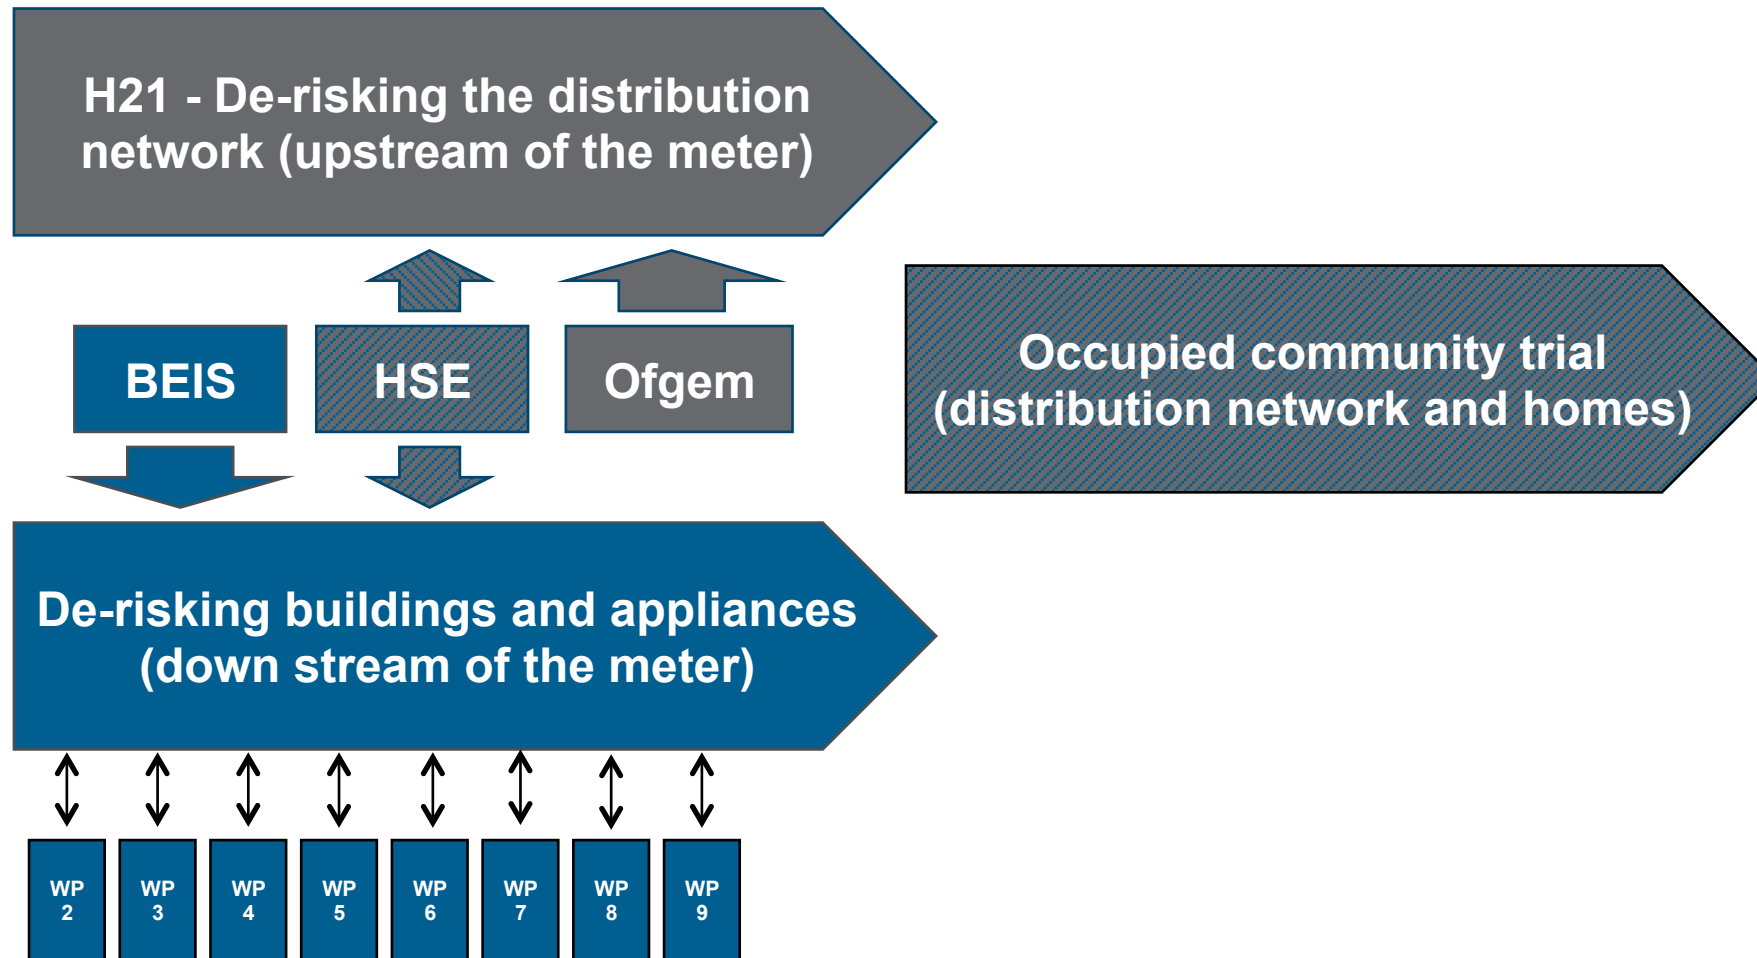 H21 - De-risking the distribution
network (upstream of the meter)
BEIS
HSE
Ofgem
Occupied community trial
(distribution network and homes)
De-risking buildings and appliances
(down stream of the meter)
WP
2
WP
3
WP
4
WP
5
WP
6
WP
7
WP
8
WP
9